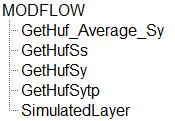 MODFLOW
GetHuf_Average_Sy
GetHufSs
GetHufSy
GetHufSytp
SimulatedLayer